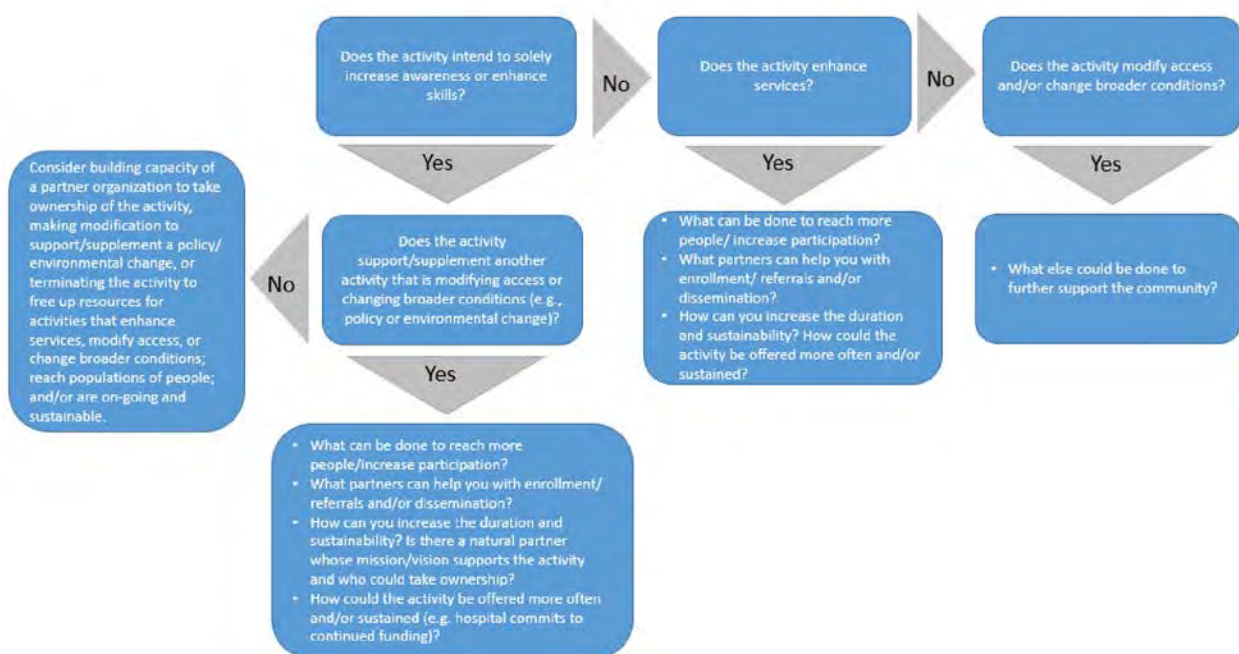 Does the activity intend to solely
increase awareness or enhance
skills?
No
Does the activity enhance
services?
No
Does the activity modify access
and/or change broader conditions?
Yes
Yes
Yes
Consider building capacity of
a partner organization to take
ownership of the activity,
making modification to
support/supplement a policy/
environmental change, or
terminating the activity to
free up resources for
activities that enhance
services, modify access, or
change broader conditions;
reach populations of people;
and/or are on-going and
sustainable.
No
Does the activity
support/supplement another
activity that is modifying access or
changing broader conditions (e.g.,
policy or environmental change)?
• What can be done to reach more
people/ increase participation?
• What partners can help you with
enrollment/ referrals and/or
dissemination?
• How can you increase the duration
and sustainability? How could the
activity be offered more often and/or
sustained?
• What else could be done to
further support the community?
Yes
• What can be done to reach more
people/increase participation?
• What partners can help you with enrollment/
referrals and/or dissemination?
• How can you increase the duration and
sustainability? Is there a natural partner
whose mission/vision supports the activity
and who could take ownership?
• How could the activity be offered more often
and/or sustained (e.g. hospital commits to
continued funding)?